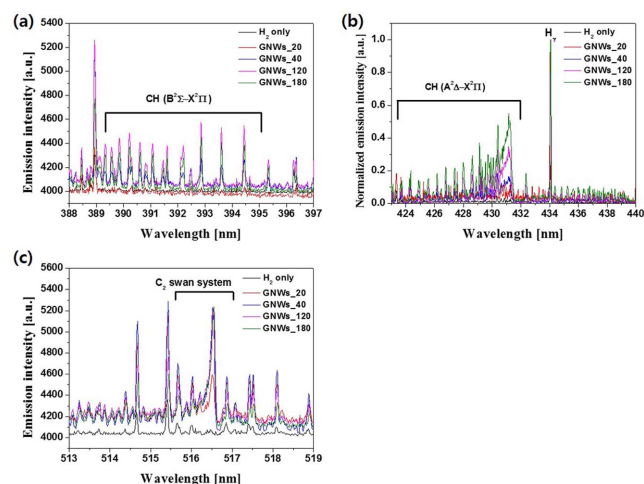 (a)
5400
5200
5000
4800
4600
4400
4200
4000
Emission intensity [a.u.]
H2 only
GNWs_20
GNWs_40
GNWs_120
GNWs_180
CH (B²Σ–X²Π)
388 389 390 391 392 393 394 395 396 397
Wavelength [nm]
(b)
1.0
0.8
0.6
0.4
0.2
0.0
Normalized emission intensity [a.u.]
Hγ
H2 only
GNWs_20
GNWs_40
GNWs_120
GNWs_180
CH (A²Δ–X²Π)
424 426 428 430 432 434 436 438 440
Wavelength [nm]
(c)
5600
5400
5200
5000
4800
4600
4400
4200
4000
Emission intensity [a.u.]
C2 swan system
H2 only
GNWs_20
GNWs_40
GNWs_120
GNWs_180
513 514 515 516 517 518 519
Wavelength [nm]